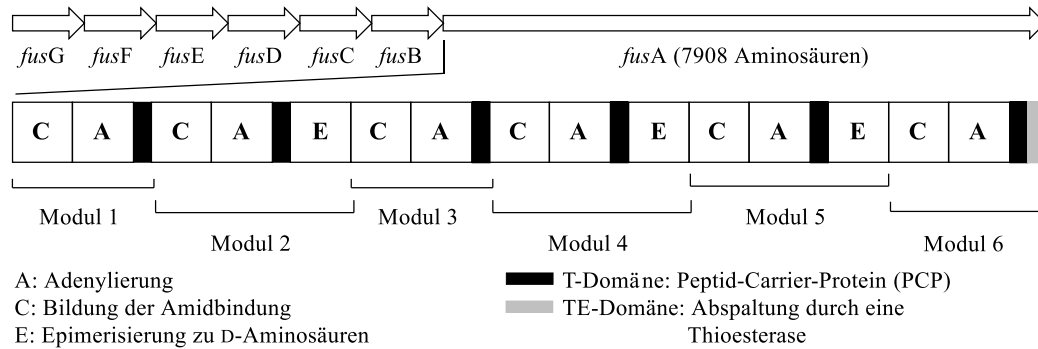 fusG fusF fusE fusD fusC fusB fusA (7908 Aminosäuren)
C A C A E C A C A E C A E C A
Modul 1 Modul 3 Modul 5
Modul 2 Modul 4 Modul 6
A: Adenylierung
C: Bildung der Amidbindung
E: Epimerisierung zu D-Aminosäuren
T-Domäne: Peptid-Carrier-Protein (PCP)
TE-Domäne: Abspaltung durch eine
Thioesterase